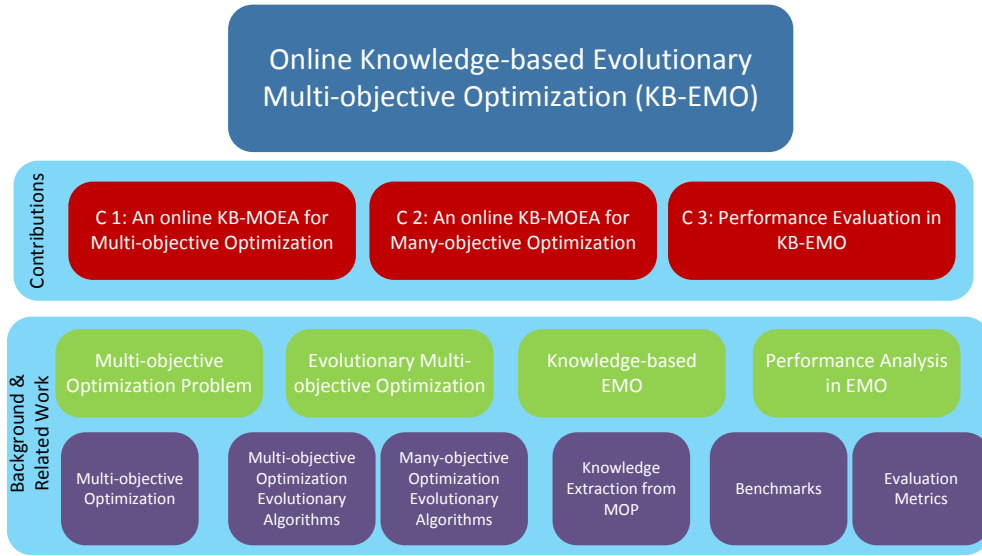 Online Knowledge-based Evolutionary
Multi-objective Optimization (KB-EMO)
Contributions
C 1: An online KB-MOEA for
Multi-objective Optimization
C 2: An online KB-MOEA for
Many-objective Optimization
C 3: Performance Evaluation in
KB-EMO
Background &
Related Work
Multi-objective
Optimization Problem
Evolutionary Multi-
objective Optimization
Knowledge-based
EMO
Performance Analysis
in EMO
Multi-objective
Optimization
Multi-objective
Optimization
Evolutionary
Algorithms
Many-objective
Optimization
Evolutionary
Algorithms
Knowledge
Extraction from
MOP
Benchmarks
Evaluation
Metrics